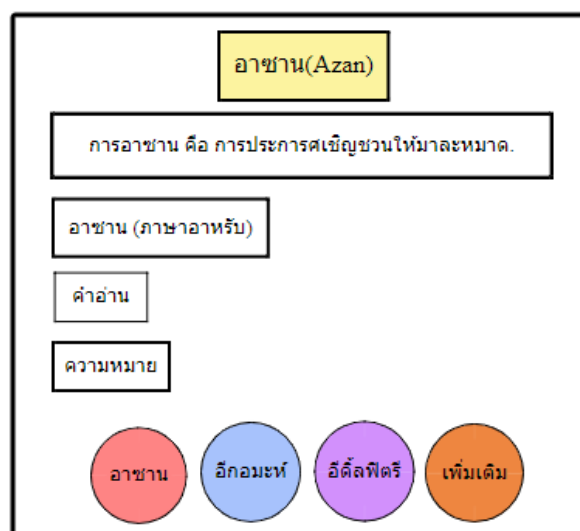 อาซาน(Azan)
การอาซาน คือ การประการศเชิญชวนให้มาละหมาด.
อาซาน (ภาษาอาหรับ)
คำอ่าน
ความหมาย
อาซาน
อีกอมะห์
อีดิ้ลฟิตรี
เพิ่มเติม